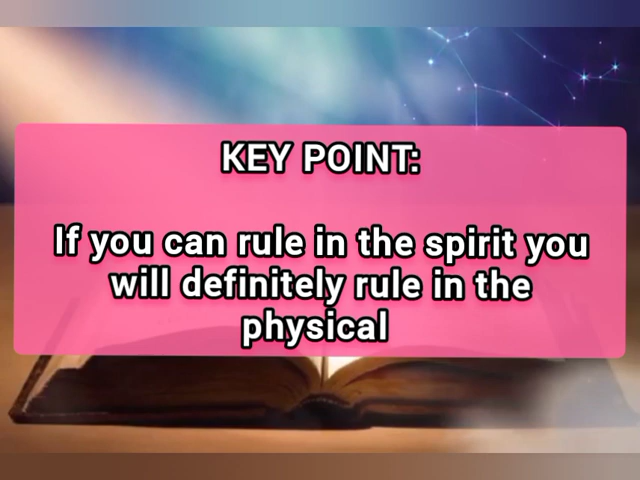 KEY POINT:
If you can rule in the spirit you
will definitely rule in the
physical